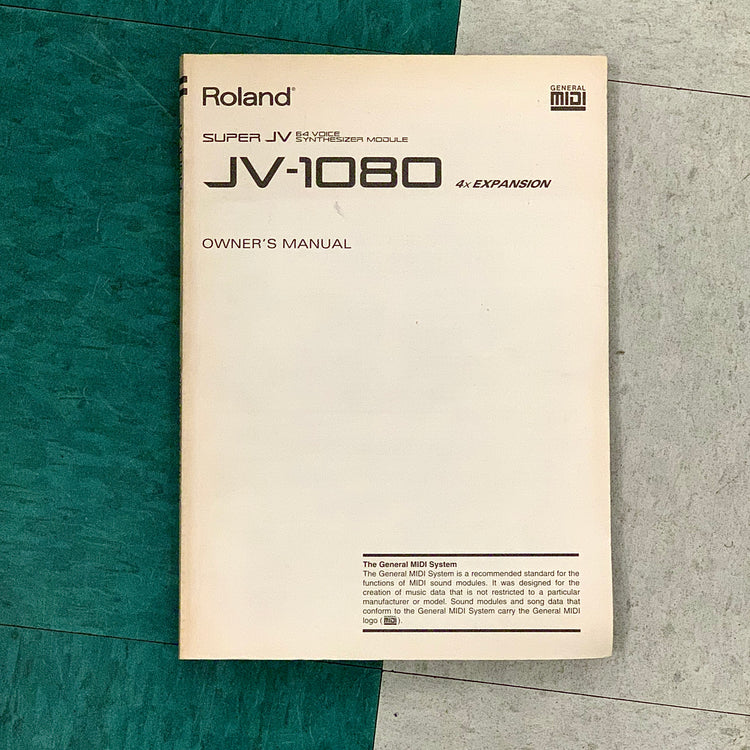 Roland®
GENERAL
MIDI
SUPER JV 64 VOICE
SYNTHESIZER MODULE
JV-1080 4x EXPANSION
OWNER'S MANUAL
The General MIDI System
The General MIDI System is a recommended standard for the
functions of MIDI sound modules. It was designed for the
creation of music data that is not restricted to a particular
manufacturer or model. Sound modules and song data that
conform to the General MIDI System carry the General MIDI
logo ( MIDI ).